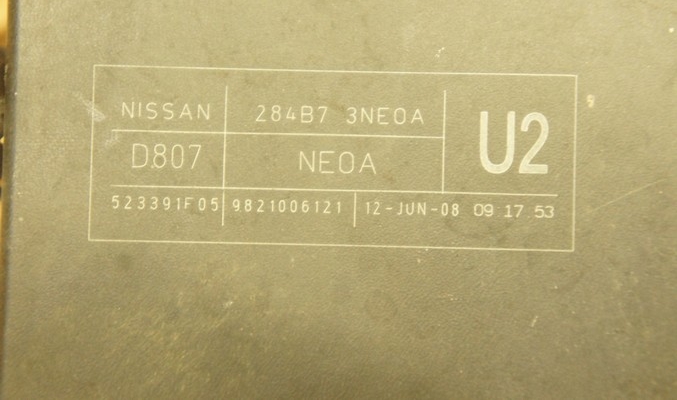 NISSAN 284B7 3NE0A U2
D807 NE0A
523391F05 9821006121 12-JUN-08 09 17 53